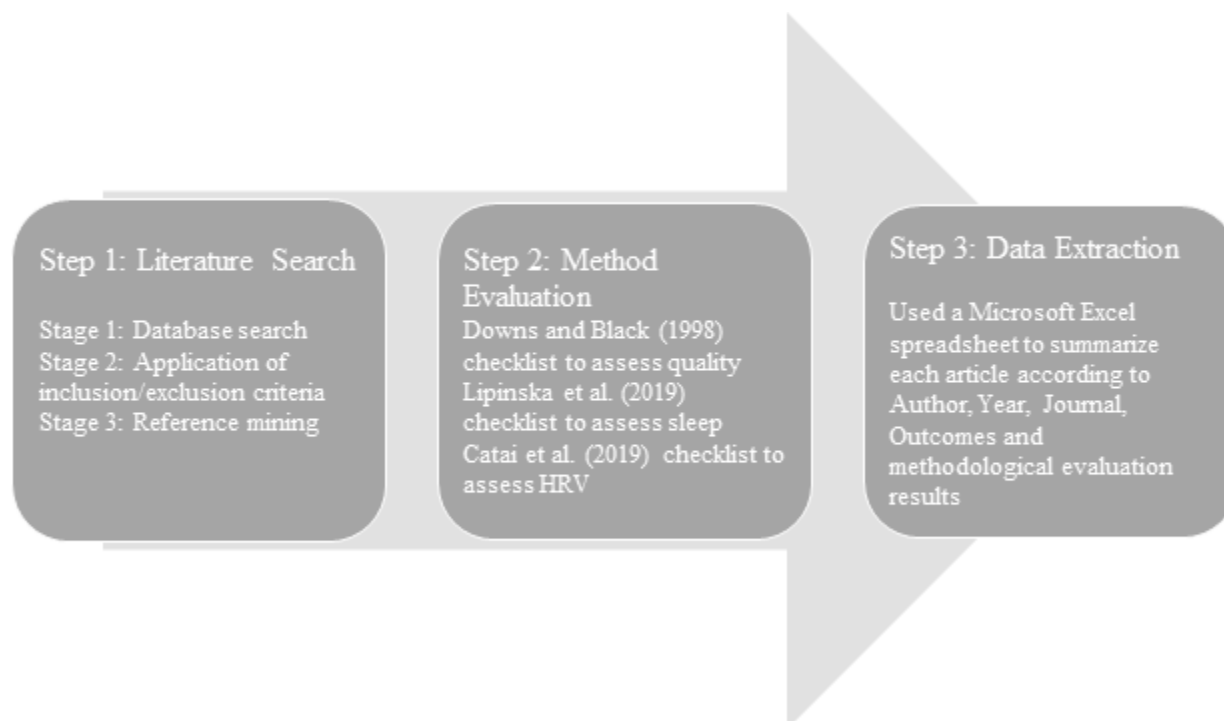 Step 1: Literature Search
Stage 1: Database search
Stage 2: Application of
inclusion/exclusion criteria
Stage 3: Reference mining
Step 2: Method
Evaluation
Downs and Black (1998)
checklist to assess quality
Lipinska et al. (2019)
checklist to assess sleep
Catai et al. (2019) checklist to
assess HRV
Step 3: Data Extraction
Used a Microsoft Excel
spreadsheet to summarize
each article according to
Author, Year, Journal,
Outcomes and
methodological evaluation
results